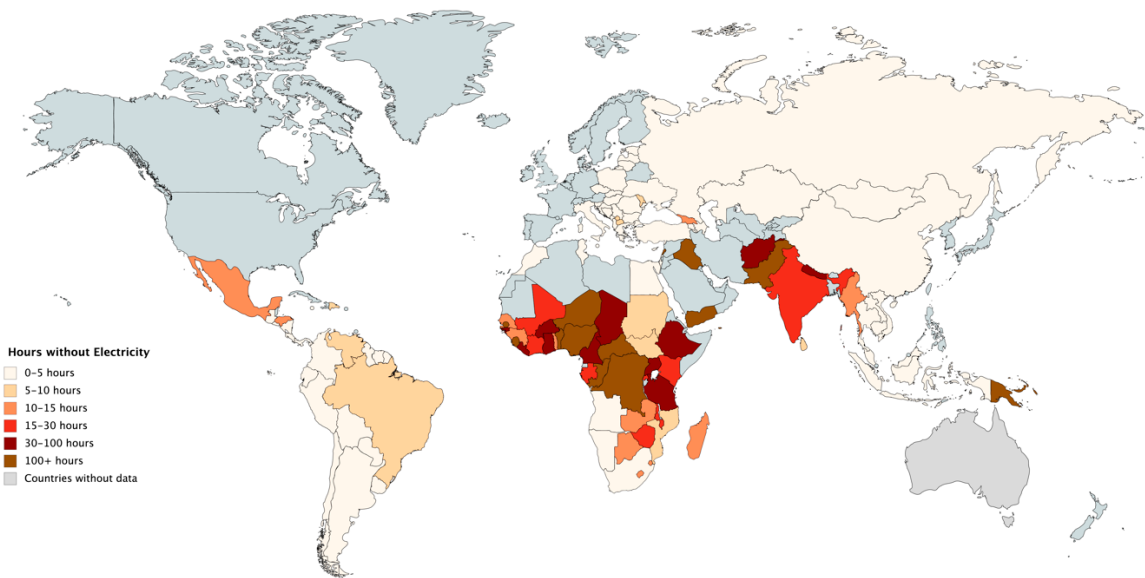 Hours without Electricity
0–5 hours
5–10 hours
10–15 hours
15–30 hours
30–100 hours
100+ hours
Countries without data